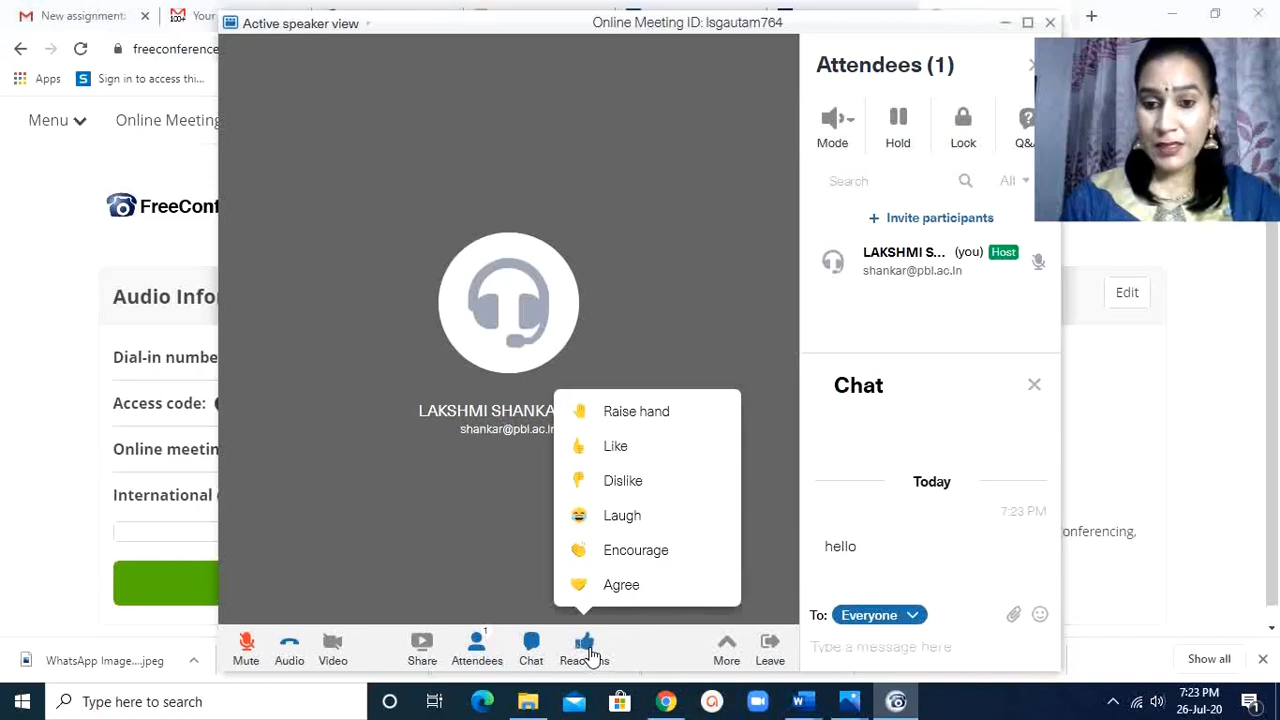 New assignment:
100+
Your
Active speaker view
Online Meeting ID: lsgautam764
freeconference
Apps
S
Sign in to access thi...
Menu
Online Meeting
FreeConf
Audio Info
Dial-in numbe
Access code:
Online meetin
International
Edit
onferencing,
Attendees (1)
Mode
Hold
Lock
Q&A
Search
All
+ Invite participants
LAKSHMI S... (you) Host
shankar@pbi.ac.in
LAKSHMI SHANKA
shankar@pbi.ac.in
Raise hand
Like
Dislike
Laugh
Encourage
Agree
Chat
Today
7:23 PM
hello
To: Everyone
Type a message here
Mute
Audio
Video
Share
1
Attendees
Chat
Reactions
More
Leave
WhatsApp Image....jpeg
Show all
Type here to search
7:23 PM
26-Jul-20
1